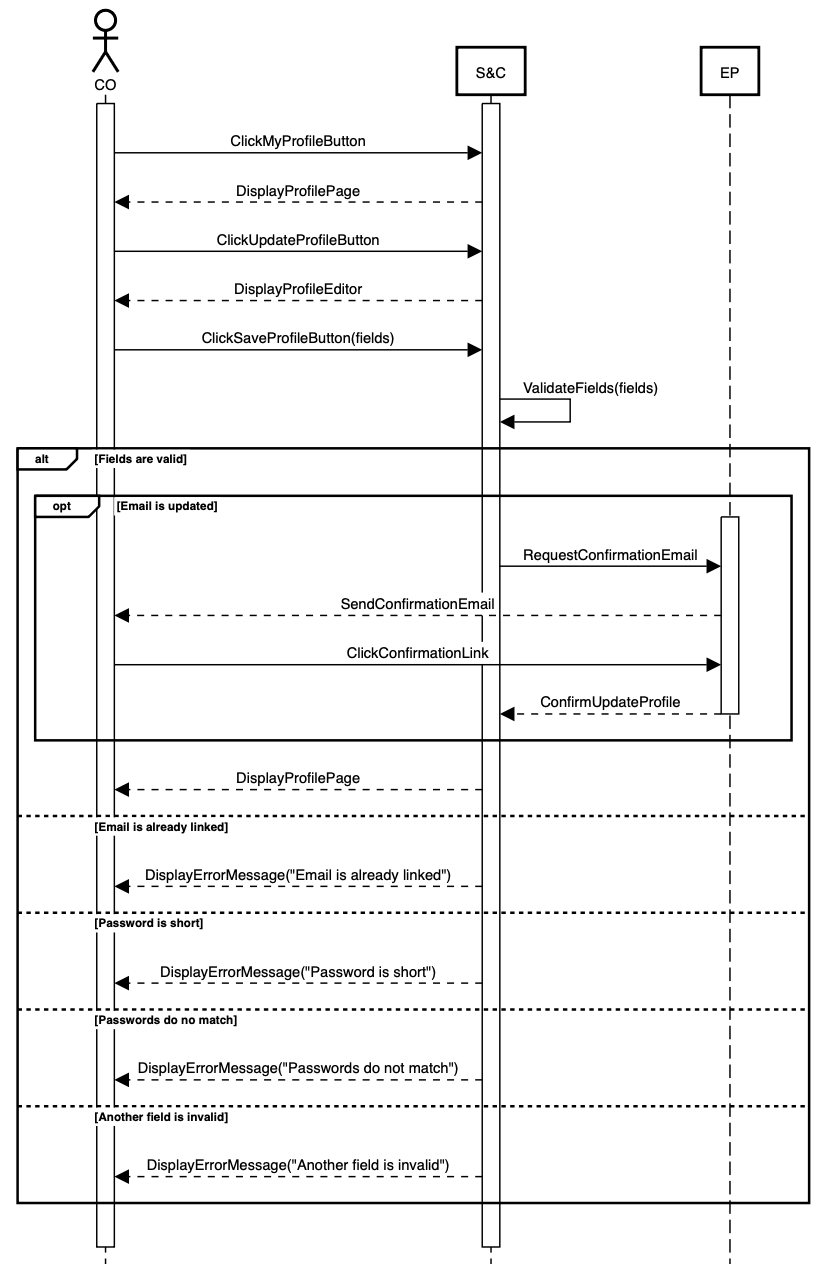 CO
S&C
EP
ClickMyProfileButton
DisplayProfilePage
ClickUpdateProfileButton
DisplayProfileEditor
ClickSaveProfileButton(fields)
ValidateFields(fields)
alt
[Fields are valid]
opt
[Email is updated]
RequestConfirmationEmail
SendConfirmationEmail
ClickConfirmationLink
ConfirmUpdateProfile
DisplayProfilePage
[Email is already linked]
DisplayErrorMessage("Email is already linked")
[Password is short]
DisplayErrorMessage("Password is short")
[Passwords do no match]
DisplayErrorMessage("Passwords do not match")
[Another field is invalid]
DisplayErrorMessage("Another field is invalid")